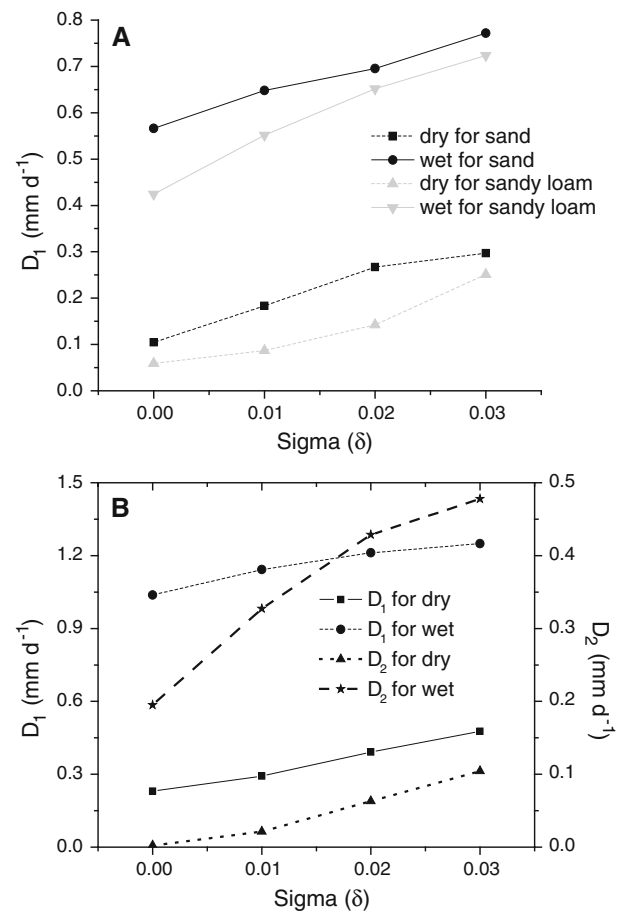 A
0.8
0.7
0.6
0.5
0.4
0.3
0.2
0.1
0.0
D₁ (mm d⁻¹)
dry for sand
wet for sand
dry for sandy loam
wet for sandy loam
0.00 0.01 0.02 0.03
Sigma (δ)
B
1.5
1.2
0.9
0.6
0.3
0.0
D₁ (mm d⁻¹)
D₁ for dry
D₁ for wet
D₂ for dry
D₂ for wet
0.5
0.4
0.3
0.2
0.1
0.0
D₂ (mm d⁻¹)
0.00 0.01 0.02 0.03
Sigma (δ)